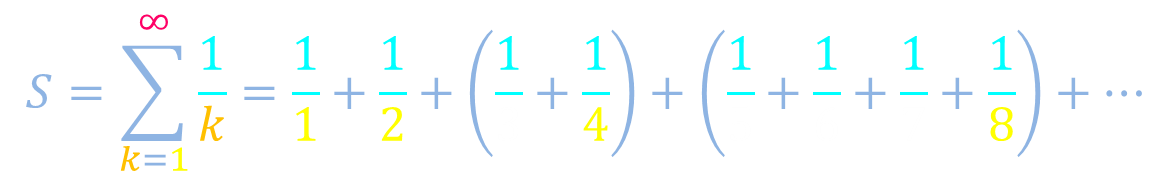 S = ∑_{k=1}^{∞} 1/k = 1/1 + 1/2 + (1/ + 1/4) + (1/ + 1/ + 1/ + 1/8) + ⋯